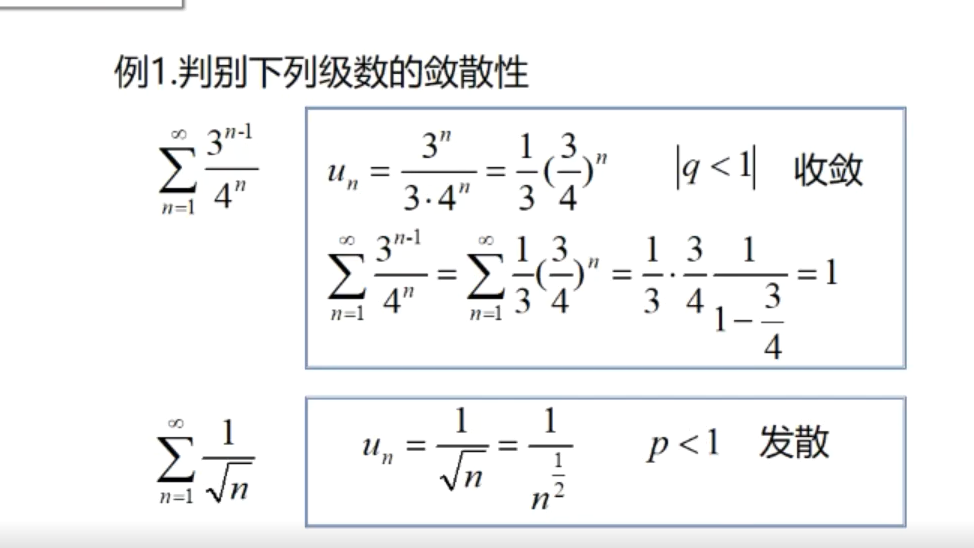 例1.判别下列级数的敛散性
$\sum_{n=1}^{\infty} \frac{3^{n-1}}{4^n}$
$u_n = \frac{3^n}{3 \cdot 4^n} = \frac{1}{3}(\frac{3}{4})^n$ $|q < 1|$ 收敛
$\sum_{n=1}^{\infty} \frac{3^{n-1}}{4^n} = \sum_{n=1}^{\infty} \frac{1}{3}(\frac{3}{4})^n = \frac{1}{3} \cdot \frac{3}{4} \frac{1}{1 - \frac{3}{4}} = 1$
$\sum_{n=1}^{\infty} \frac{1}{\sqrt{n}}$
$u_n = \frac{1}{\sqrt{n}} = \frac{1}{n^{\frac{1}{2}}}$ $p < 1$ 发散